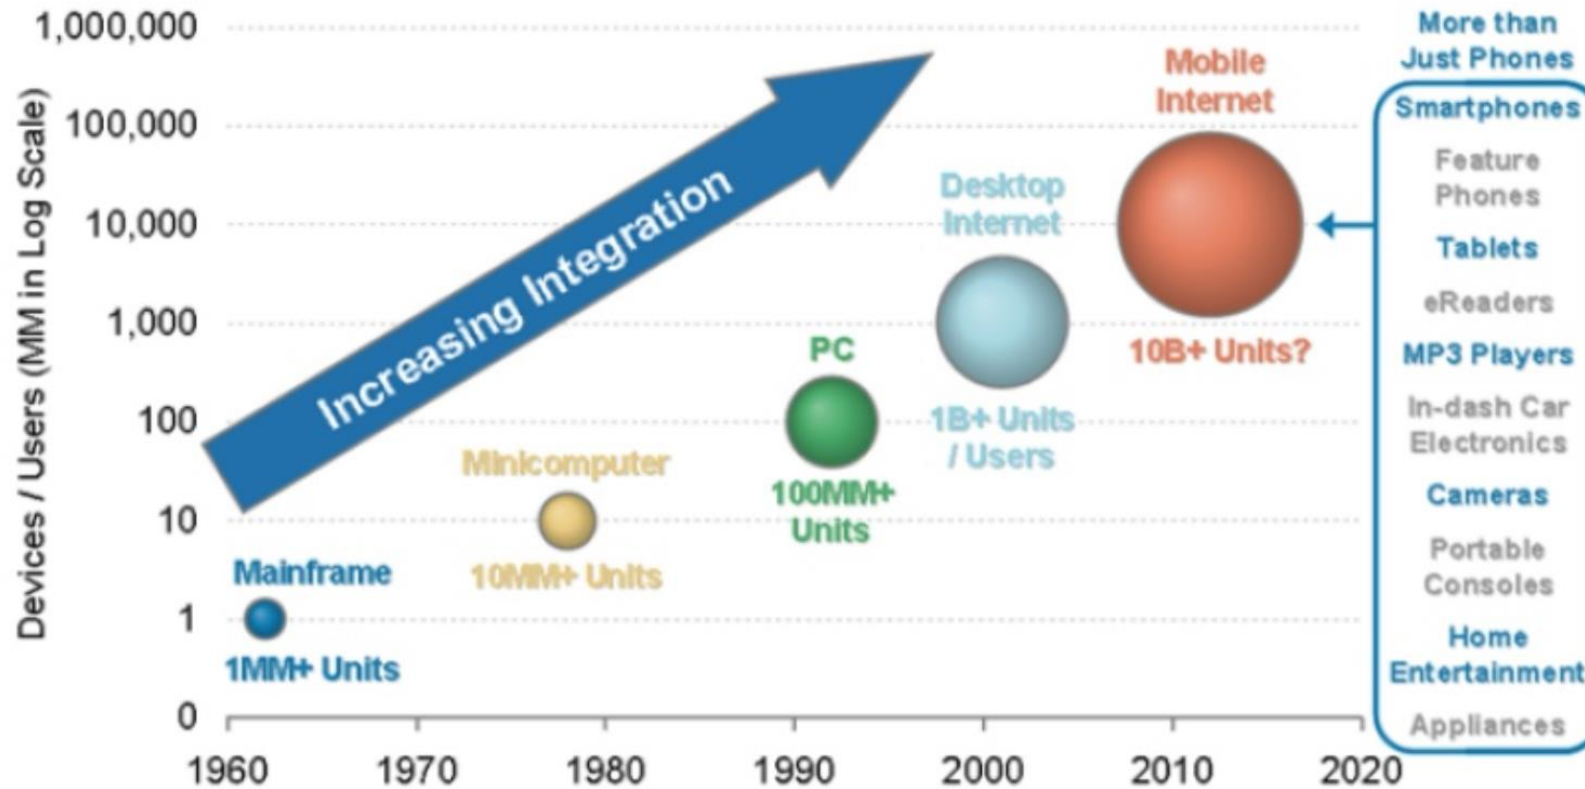 Devices / Users (MM in Log Scale)
1,000,000
100,000
10,000
1,000
100
10
1
0
1960
1970
1980
1990
2000
2010
2020
Increasing Integration
Mainframe
1MM+ Units
Minicomputer
10MM+ Units
PC
100MM+
Units
Desktop
Internet
1B+ Units
/ Users
Mobile
Internet
10B+ Units?
More than
Just Phones
Smartphones
Feature
Phones
Tablets
eReaders
MP3 Players
In-dash Car
Electronics
Cameras
Portable
Consoles
Home
Entertainment
Appliances